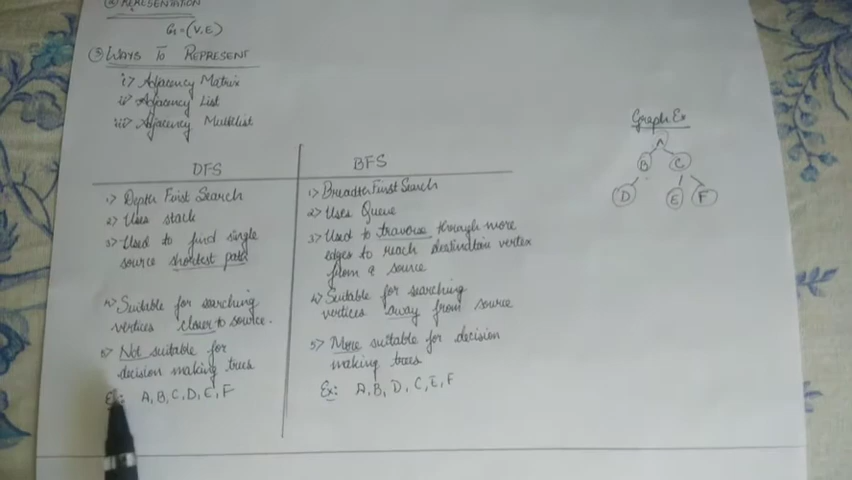 ② REPRESENTATION
G = (V, E)
③ WAYS TO REPRESENT
i) Adjacency Matrix
ii) Adjacency List
iii) Adjacency Multilist
Graph Ex
A
B C
D E F
DFS
1) Depth First Search
2) Uses stack
3) Used to find single
source shortest path
4) Suitable for searching
vertices closer to source.
5) Not suitable for
decision making trees
Ex: A, B, C, D, E, F
BFS
1) Breadth First Search
2) Uses Queue
3) Used to traverse through more
edges to reach destination vertex
from a source
4) Suitable for searching
vertices away from source
5) More suitable for decision
making trees
Ex: A, B, D, C, E, F